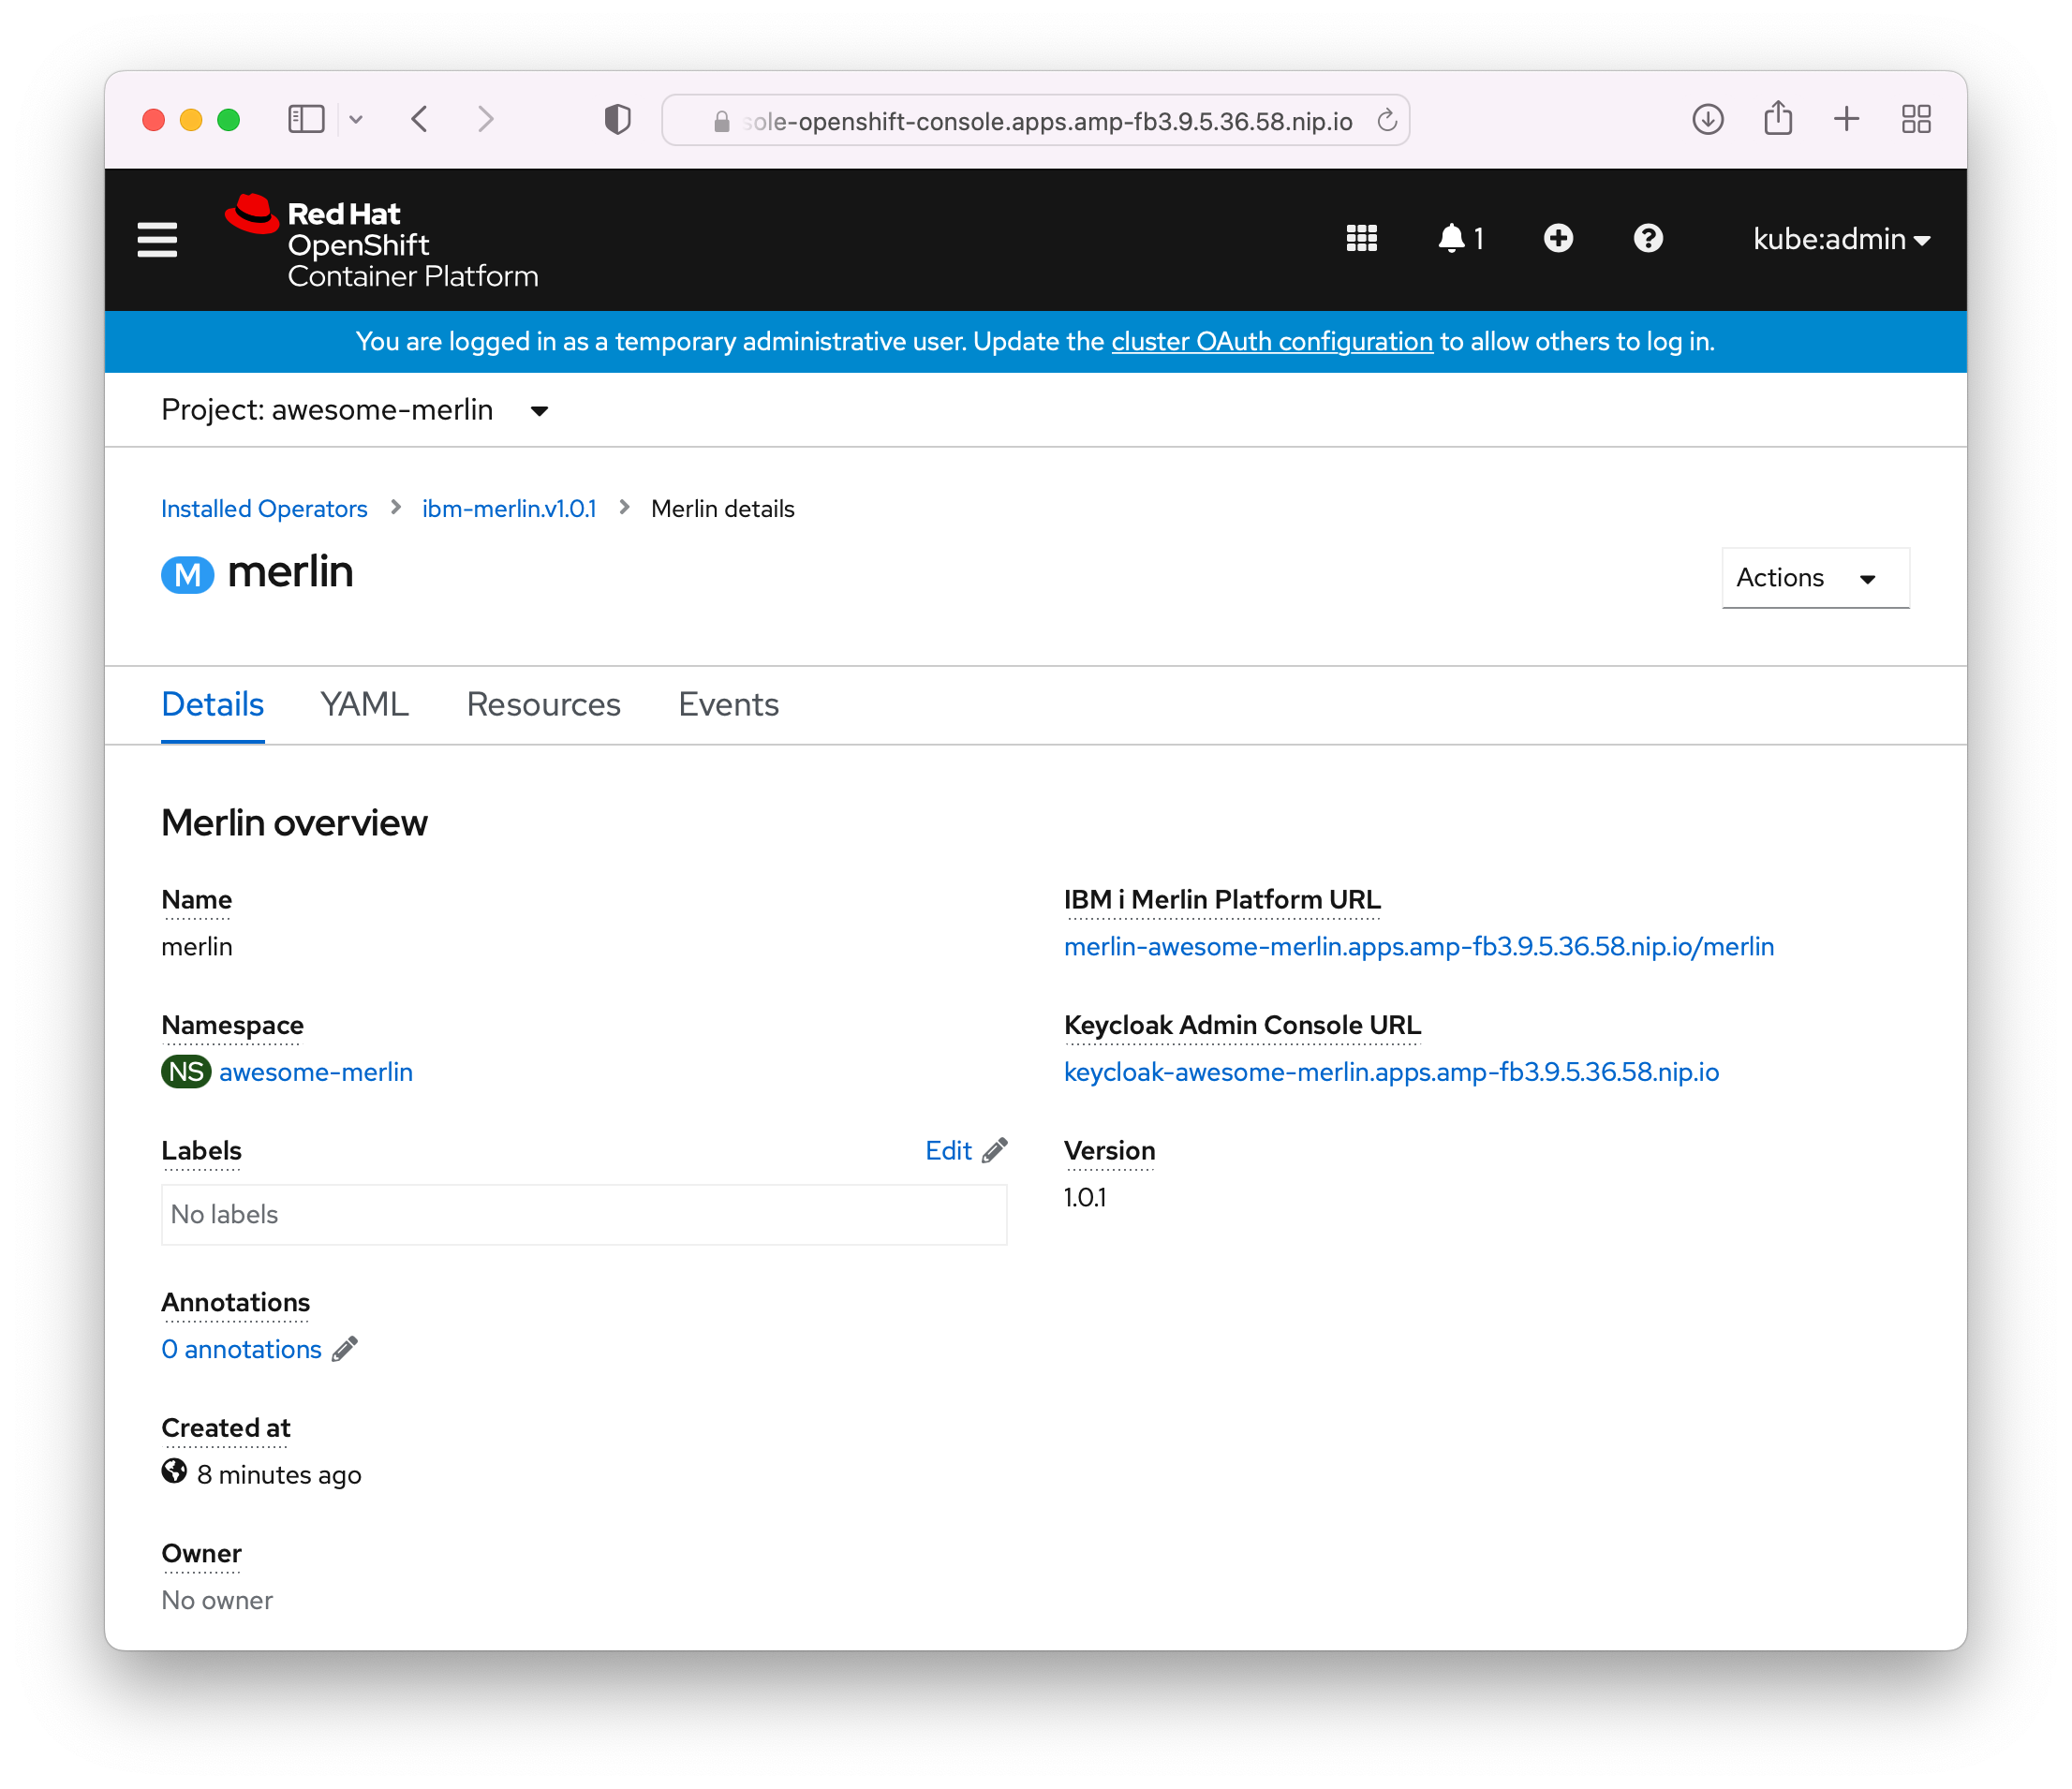 sole-openshift-console.apps.amp-fb3.9.5.36.58.nip.io
Red Hat
OpenShift
Container Platform
1
kube:admin
You are logged in as a temporary administrative user. Update the cluster OAuth configuration to allow others to log in.
Project: awesome-merlin
Installed Operators > ibm-merlin.v1.0.1 > Merlin details
M merlin
Actions
Details YAML Resources Events
Merlin overview
Name
merlin
Namespace
NS awesome-merlin
Labels Edit
No labels
Annotations
0 annotations
Created at
8 minutes ago
Owner
No owner
IBM i Merlin Platform URL
merlin-awesome-merlin.apps.amp-fb3.9.5.36.58.nip.io/merlin
Keycloak Admin Console URL
keycloak-awesome-merlin.apps.amp-fb3.9.5.36.58.nip.io
Version
1.0.1